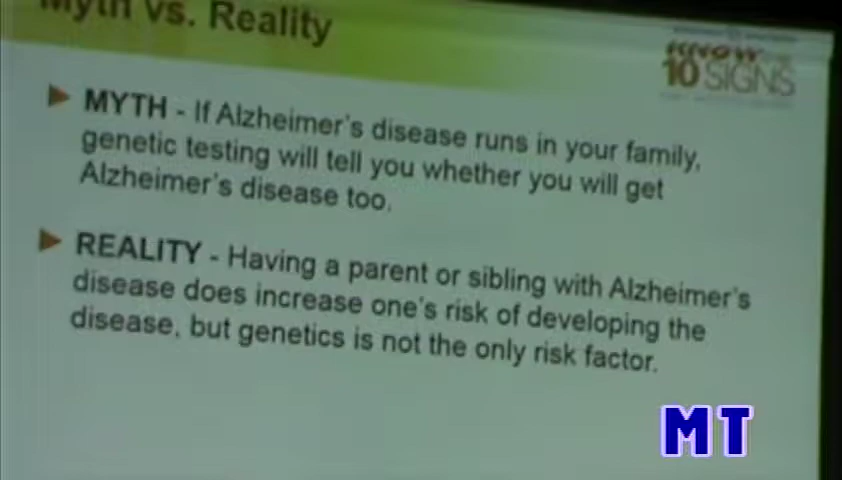 Myth vs. Reality
KNOW
10 SIGNS
MYTH - If Alzheimer's disease runs in your family,
genetic testing will tell you whether you will get
Alzheimer's disease too.
REALITY - Having a parent or sibling with Alzheimer's
disease does increase one's risk of developing the
disease, but genetics is not the only risk factor.
MT